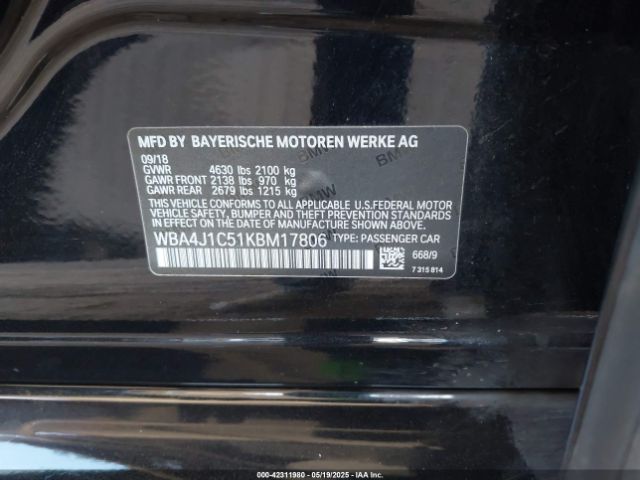 MFD BY BAYERISCHE MOTOREN WERKE AG
09/18
GVWR 4630 lbs 2100 kg
GAWR FRONT 2138 lbs 970 kg
GAWR REAR 2679 lbs 1215 kg
THIS VEHICLE CONFORMS TO ALL APPLICABLE U.S.FEDERAL MOTOR
VEHICLE SAFETY, BUMPER AND THEFT PREVENTION STANDARDS
IN EFFECT ON THE DATE OF MANUFACTURE SHOWN ABOVE.
WBA4J1C51KBM17806 TYPE: PASSENGER CAR
668/9
7 315 814
000-42311980 - 05/19/2025 - IAAI.COM